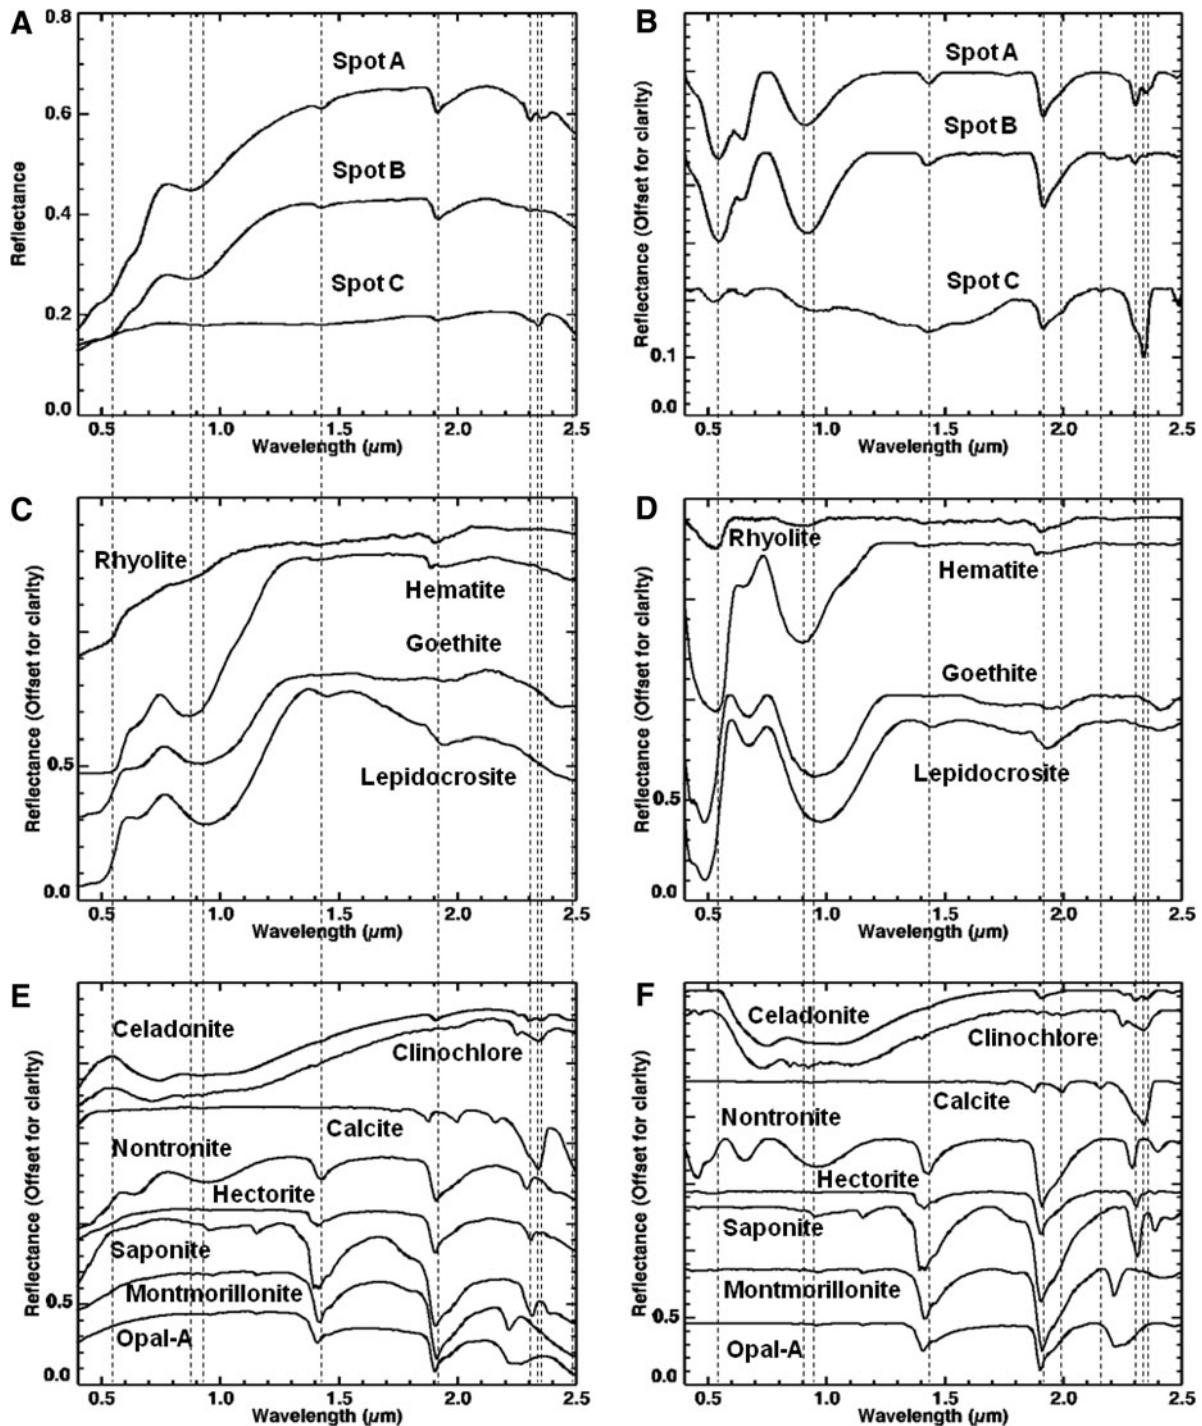 A
0.8
0.6
0.4
0.2
0.0
Reflectance
Spot A
Spot B
Spot C
0.5 1.0 1.5 2.0 2.5
Wavelength (µm)
B
0.1
0.0
Reflectance (Offset for clarity)
Spot A
Spot B
Spot C
0.5 1.0 1.5 2.0 2.5
Wavelength (µm)
C
0.5
0.0
Reflectance (Offset for clarity)
Rhyolite
Hematite
Goethite
Lepidocrosite
0.5 1.0 1.5 2.0 2.5
Wavelength (µm)
D
0.5
0.0
Reflectance (Offset for clarity)
Rhyolite
Hematite
Goethite
Lepidocrosite
0.5 1.0 1.5 2.0 2.5
Wavelength (µm)
E
0.5
0.0
Reflectance (Offset for clarity)
Celadonite
Clinochlore
Calcite
Nontronite
Hectorite
Saponite
Montmorillonite
Opal-A
0.5 1.0 1.5 2.0 2.5
Wavelength (µm)
F
0.5
0.0
Reflectance (Offset for clarity)
Celadonite
Clinochlore
Calcite
Nontronite
Hectorite
Saponite
Montmorillonite
Opal-A
0.5 1.0 1.5 2.0 2.5
Wavelength (µm)